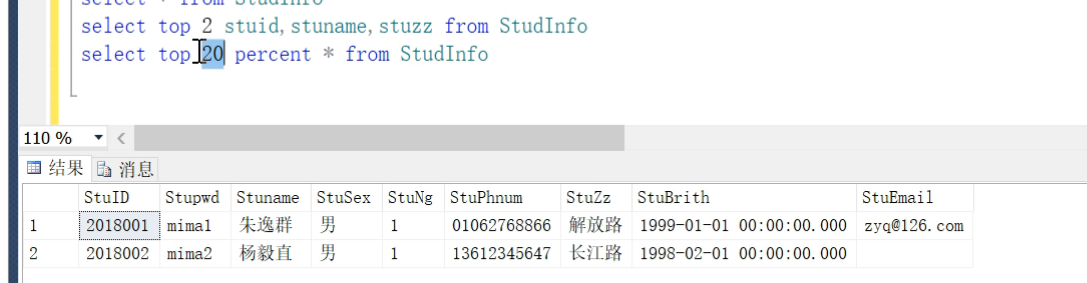 select * from StudInfo
select top 2 stuid,stuname,stuzz from StudInfo
select top 20 percent * from StudInfo
110 %
结果 消息
StuID Stupwd Stuname StuSex StuNg StuPhnum StuZz StuBrith StuEmail
1 2018001 mima1 朱逸群 男 1 01062768866 解放路 1999-01-01 00:00:00.000 zyq@126.com
2 2018002 mima2 杨毅直 男 1 13612345647 长江路 1998-02-01 00:00:00.000